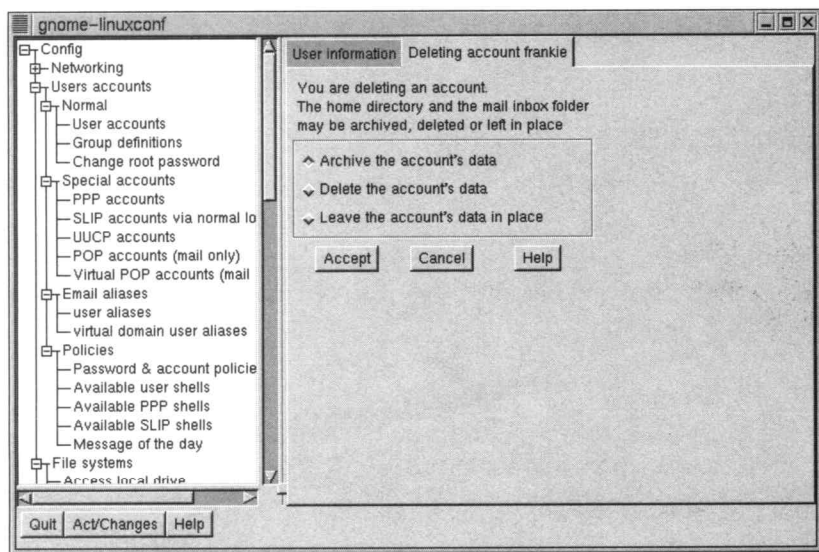 gnome-linuxconf
Config
Networking
Users accounts
Normal
User accounts
Group definitions
Change root password
Special accounts
PPP accounts
SLIP accounts via normal lo
UUCP accounts
POP accounts (mail only)
Virtual POP accounts (mail
Email aliases
user aliases
virtual domain user aliases
Policies
Password & account policie
Available user shells
Available PPP shells
Available SLIP shells
Message of the day
File systems
Access local drive
Quit Act/Changes Help
User information Deleting account frankie
You are deleting an account.
The home directory and the mail inbox folder
may be archived, deleted or left in place
Archive the account's data
Delete the account's data
Leave the account's data in place
Accept Cancel Help